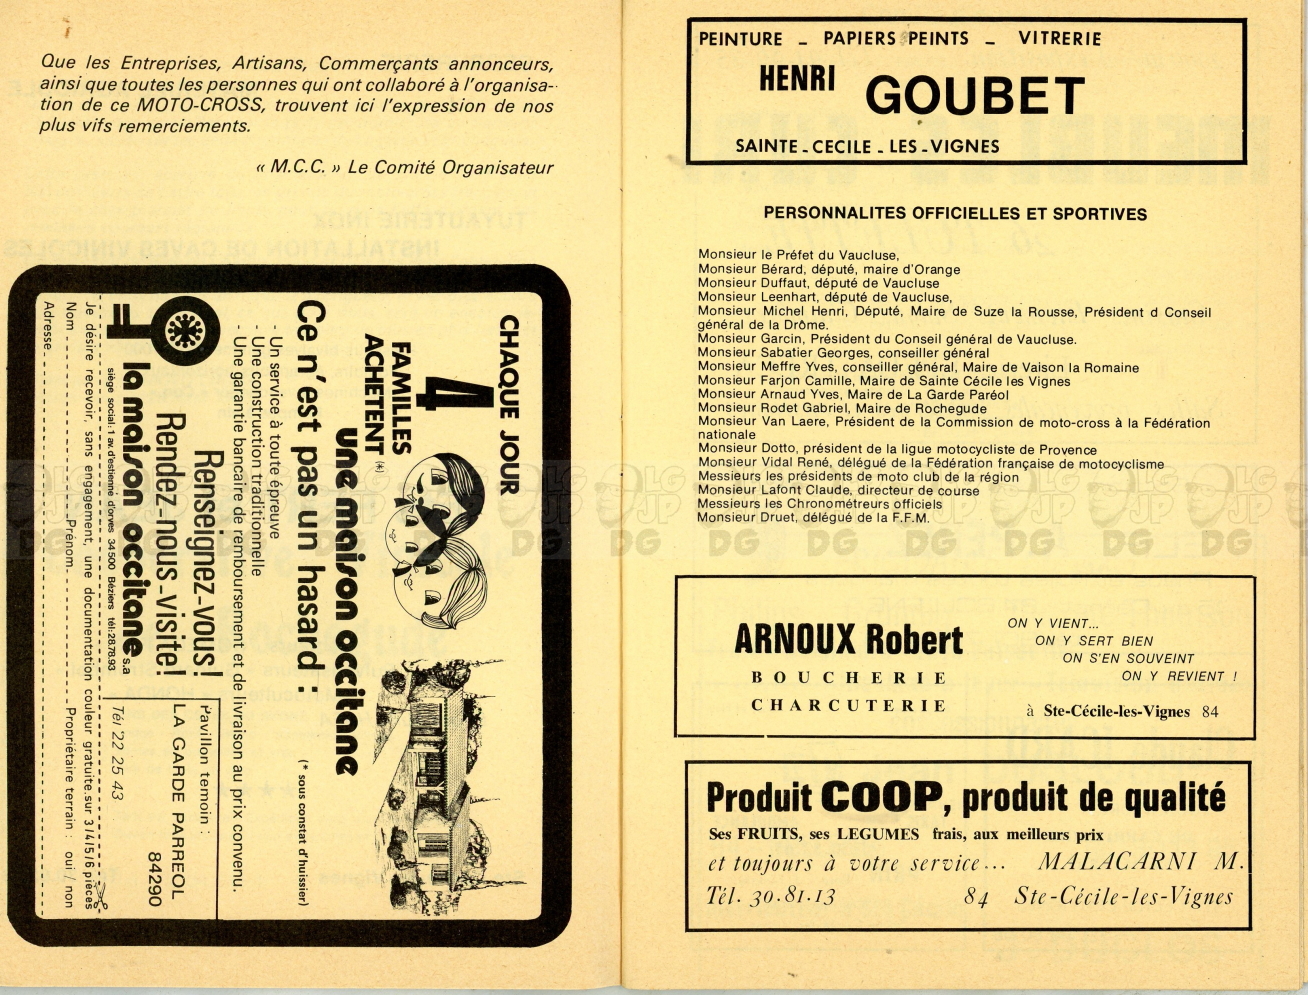 Que les Entreprises, Artisans, Commerçants annonceurs,
ainsi que toutes les personnes qui ont collaboré à l'organisa-
tion de ce MOTO-CROSS, trouvent ici l'expression de nos
plus vifs remerciements.
« M.C.C. » Le Comité Organisateur
CHAQUE JOUR
4
FAMILLES
ACHETENT (*)
une maison occitane
Ce n'est pas un hasard :
(* sous constat d'huissier)
- Un service à toute épreuve
- Une construction traditionnelle
- Une garantie bancaire de remboursement et de livraison au prix convenu.
Renseignez-vous!
Rendez-nous-visite!
Pavillon temoin :
LA GARDE PARREOL
84290
Tél 22 25 43
la maison occitane s.a
siège social: 1 av. d'estienne d'orves 34500 Béziers tél: 28.78.93
Je désire recevoir, sans engagement, une documentation couleur gratuite.sur 3/4/5/6 pièces
Nom Prénom Propriétaire terrain : oui / non
Adresse
PEINTURE _ PAPIERS PEINTS _ VITRERIE
HENRI GOUBET
SAINTE_CECILE _ LES_VIGNES
PERSONNALITES OFFICIELLES ET SPORTIVES
Monsieur le Préfet du Vaucluse,
Monsieur Bérard, député, maire d'Orange
Monsieur Duffaut, député de Vaucluse
Monsieur Leenhart, député de Vaucluse,
Monsieur Michel Henri, Député, Maire de Suze la Rousse, Président d Conseil
général de la Drôme.
Monsieur Garcin, Président du Conseil général de Vaucluse.
Monsieur Sabatier Georges, conseiller général
Monsieur Meffre Yves, conseiller général, Maire de Vaison la Romaine
Monsieur Farjon Camille, Maire de Sainte Cécile les Vignes
Monsieur Arnaud Yves, Maire de La Garde Paréol
Monsieur Rodet Gabriel, Maire de Rochegude
Monsieur Van Laere, Président de la Commission de moto-cross à la Fédération
nationale
Monsieur Dotto, président de la ligue motocycliste de Provence
Monsieur Vidal René, délégué de la Fédération française de motocyclisme
Messieurs les présidents de moto club de la région
Monsieur Lafont Claude, directeur de course
Messieurs les Chronométreurs officiels
Monsieur Druet, délégué de la F.F.M.
ARNOUX Robert
BOUCHERIE
CHARCUTERIE
ON Y VIENT...
ON Y SERT BIEN
ON S'EN SOUVEINT
ON Y REVIENT !
à Ste-Cécile-les-Vignes 84
Produit COOP, produit de qualité
Ses FRUITS, ses LEGUMES frais, aux meilleurs prix
et toujours à votre service... MALACARNI M.
Tél. 30.81.13 84 Ste-Cécile-les-Vignes